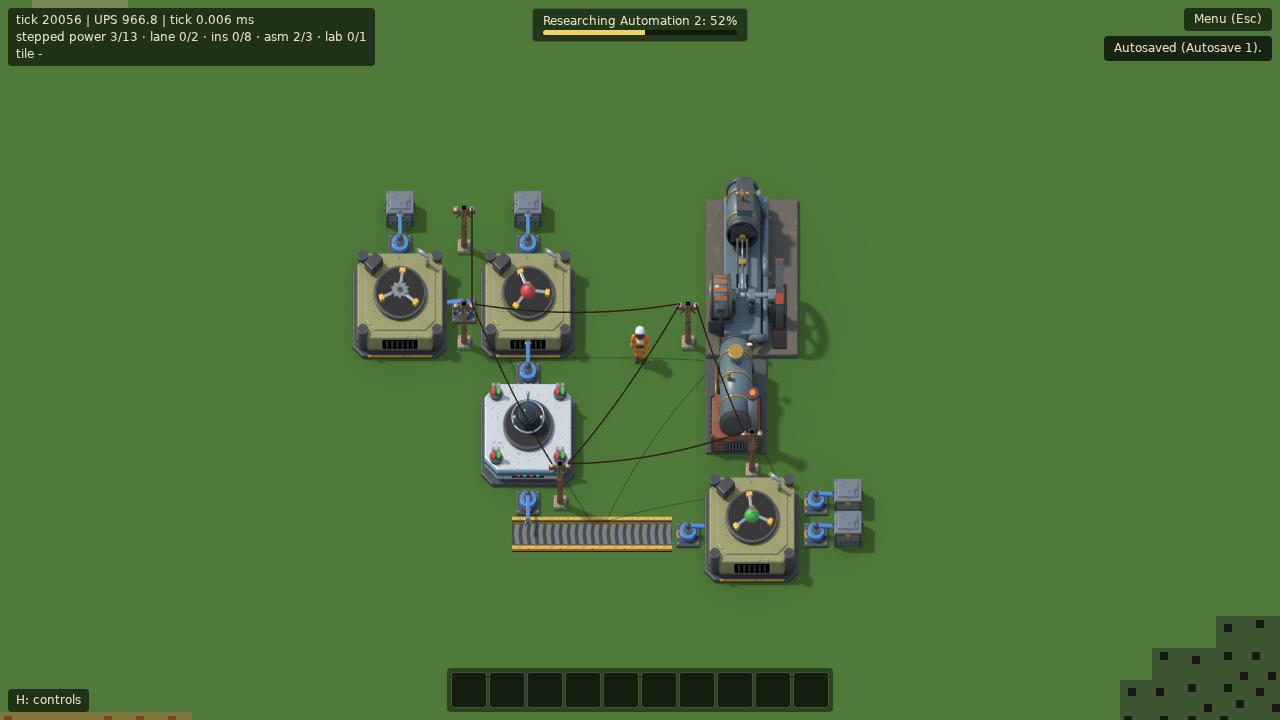 tick 20056 | UPS 966.8 | tick 0.006 ms
stepped power 3/13 · lane 0/2 · ins 0/8 · asm 2/3 · lab 0/1
tile -
Researching Automation 2: 52%
Menu (Esc)
Autosaved (Autosave 1).
H: controls